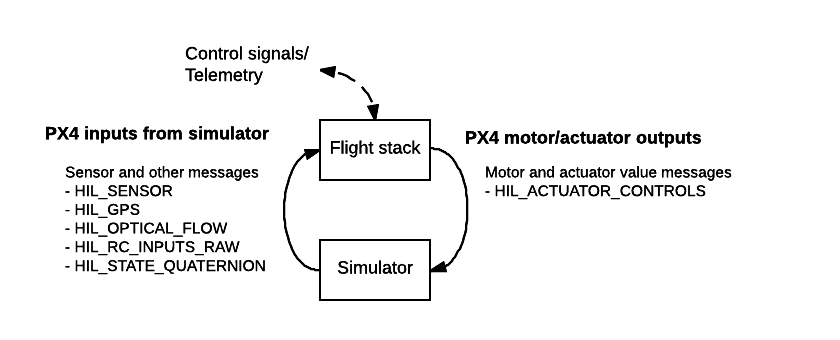 Control signals/
Telemetry
PX4 inputs from simulator
Sensor and other messages
- HIL_SENSOR
- HIL_GPS
- HIL_OPTICAL_FLOW
- HIL_RC_INPUTS_RAW
- HIL_STATE_QUATERNION
Flight stack
Simulator
PX4 motor/actuator outputs
Motor and actuator value messages
- HIL_ACTUATOR_CONTROLS